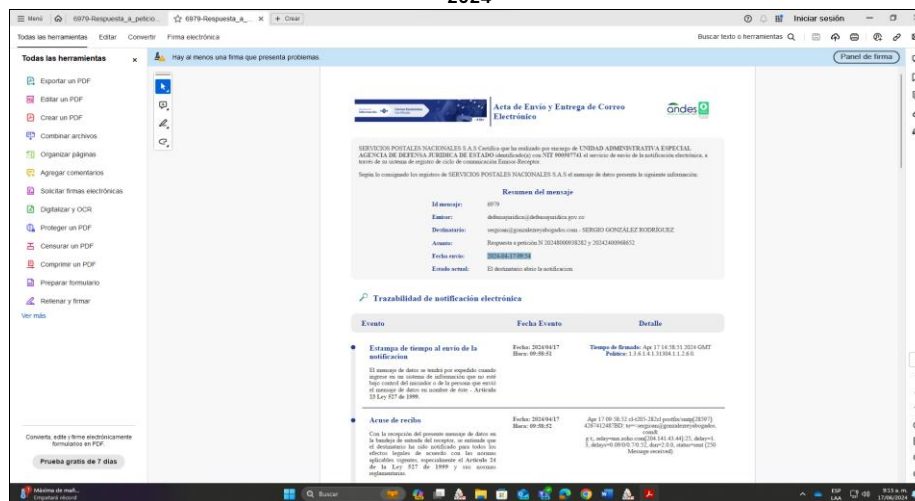 2024
Menú
6979-Respuesta_a_peticio...
6979-Respuesta_a_...
+ Crear
Iniciar sesión
Todas las herramientas
Editar
Convertir
Firma electrónica
Buscar texto o herramientas
Todas las herramientas
Hay al menos una firma que presenta problemas.
Panel de firma
Exportar un PDF
Editar un PDF
Crear un PDF
Combinar archivos
Organizar páginas
Agregar comentarios
Solicitar firmas electrónicas
Digitalizar y OCR
Proteger un PDF
Censurar un PDF
Comprimir un PDF
Preparar formulario
Rellenar y firmar
Ver más
Convierta, edite y firme electrónicamente
formularios en PDF.
Prueba gratis de 7 días
Acta de Envío y Entrega de Correo
Electrónico
andes
SERVICIOS POSTALES NACIONALES S.A.S Certifica que ha realizado por encargo de UNIDAD ADMINISTRATIVA ESPECIAL
AGENCIA DE DEFENSA JURIDICA DE ESTADO identificado(a) con NIT 900507741 el servicio de envío de la notificación electrónica, a
través de su sistema de registro de ciclo de comunicación Emisor-Receptor.
Según lo consignado los registros de SERVICIOS POSTALES NACIONALES S.A.S el mensaje de datos presenta la siguiente información.
Resumen del mensaje
Id mensaje: 6979
Emisor: defensajuridica@defensajuridica.gov.co
Destinatario: - SERGIO GONZÁLEZ RODRÍGUEZ
Asunto: Respuesta a petición N
Fecha envío: 2024-04-17 09:54
Estado actual: El destinatario abrio la notificacion
Trazabilidad de notificación electrónica
Evento Fecha Evento Detalle
Estampa de tiempo al envio de la
notificacion
Fecha: 2024/04/17
Hora: 09:58:51
Tiempo de firmado: Apr 17 14:58:51 2024 GMT
Política: 1.3.6.1.4.1.31304.1.1.2.6.0.
El mensaje de datos se tendrá por expedido cuando
ingrese en un sistema de información que no esté
bajo control del iniciador o de la persona que envió
el mensaje de datos en nombre de éste - Artículo
23 Ley 527 de 1999.
Acuse de recibo
Fecha: 2024/04/17
Hora: 09:58:52
Con la recepción del presente mensaje de datos en
la bandeja de entrada del receptor, se entiende que
el destinatario ha sido notificado para todos los
efectos legales de acuerdo con las normas
aplicables vigentes, especialmente el Artículo 24
de la Ley 527 de 1999 y sus normas
reglamentarias.
Message received)
Máxima de mañ...
Empatará récord
Buscar
ESP
LAA
9:13 a. m.
17/06/2024